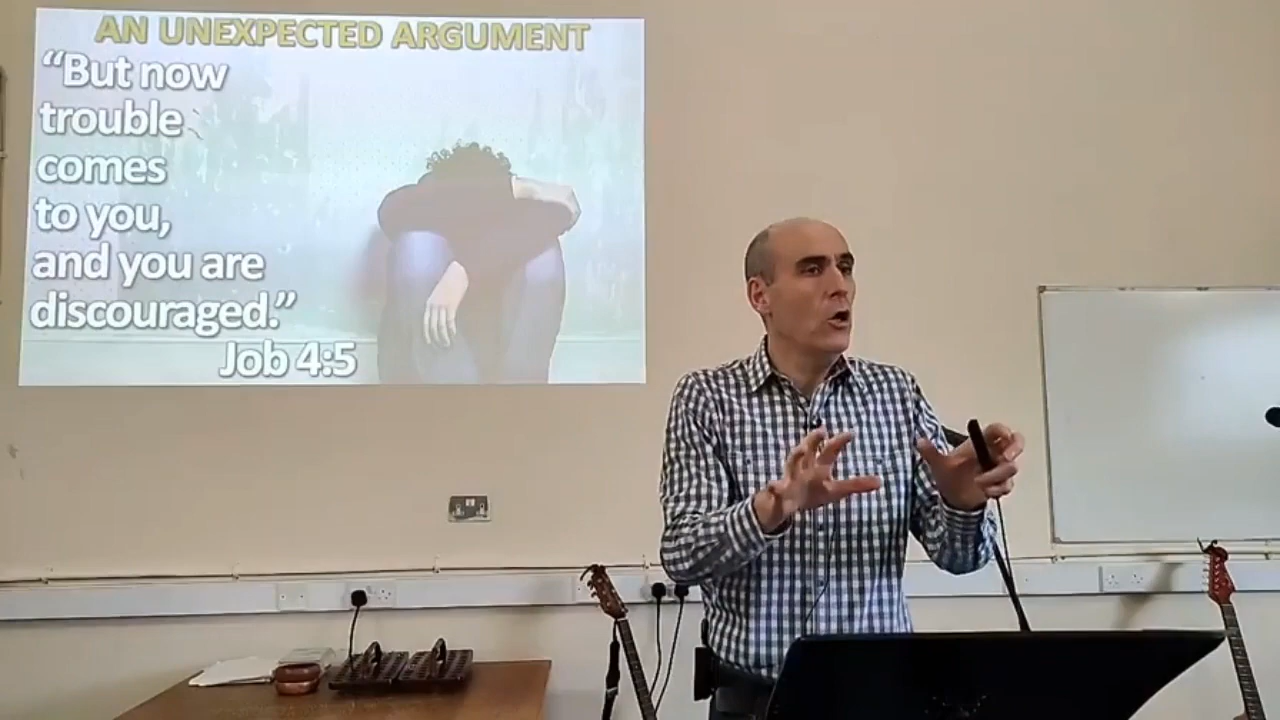 AN UNEXPECTED ARGUMENT
“But now
trouble
comes
to you,
and you are
discouraged.”
Job 4:5